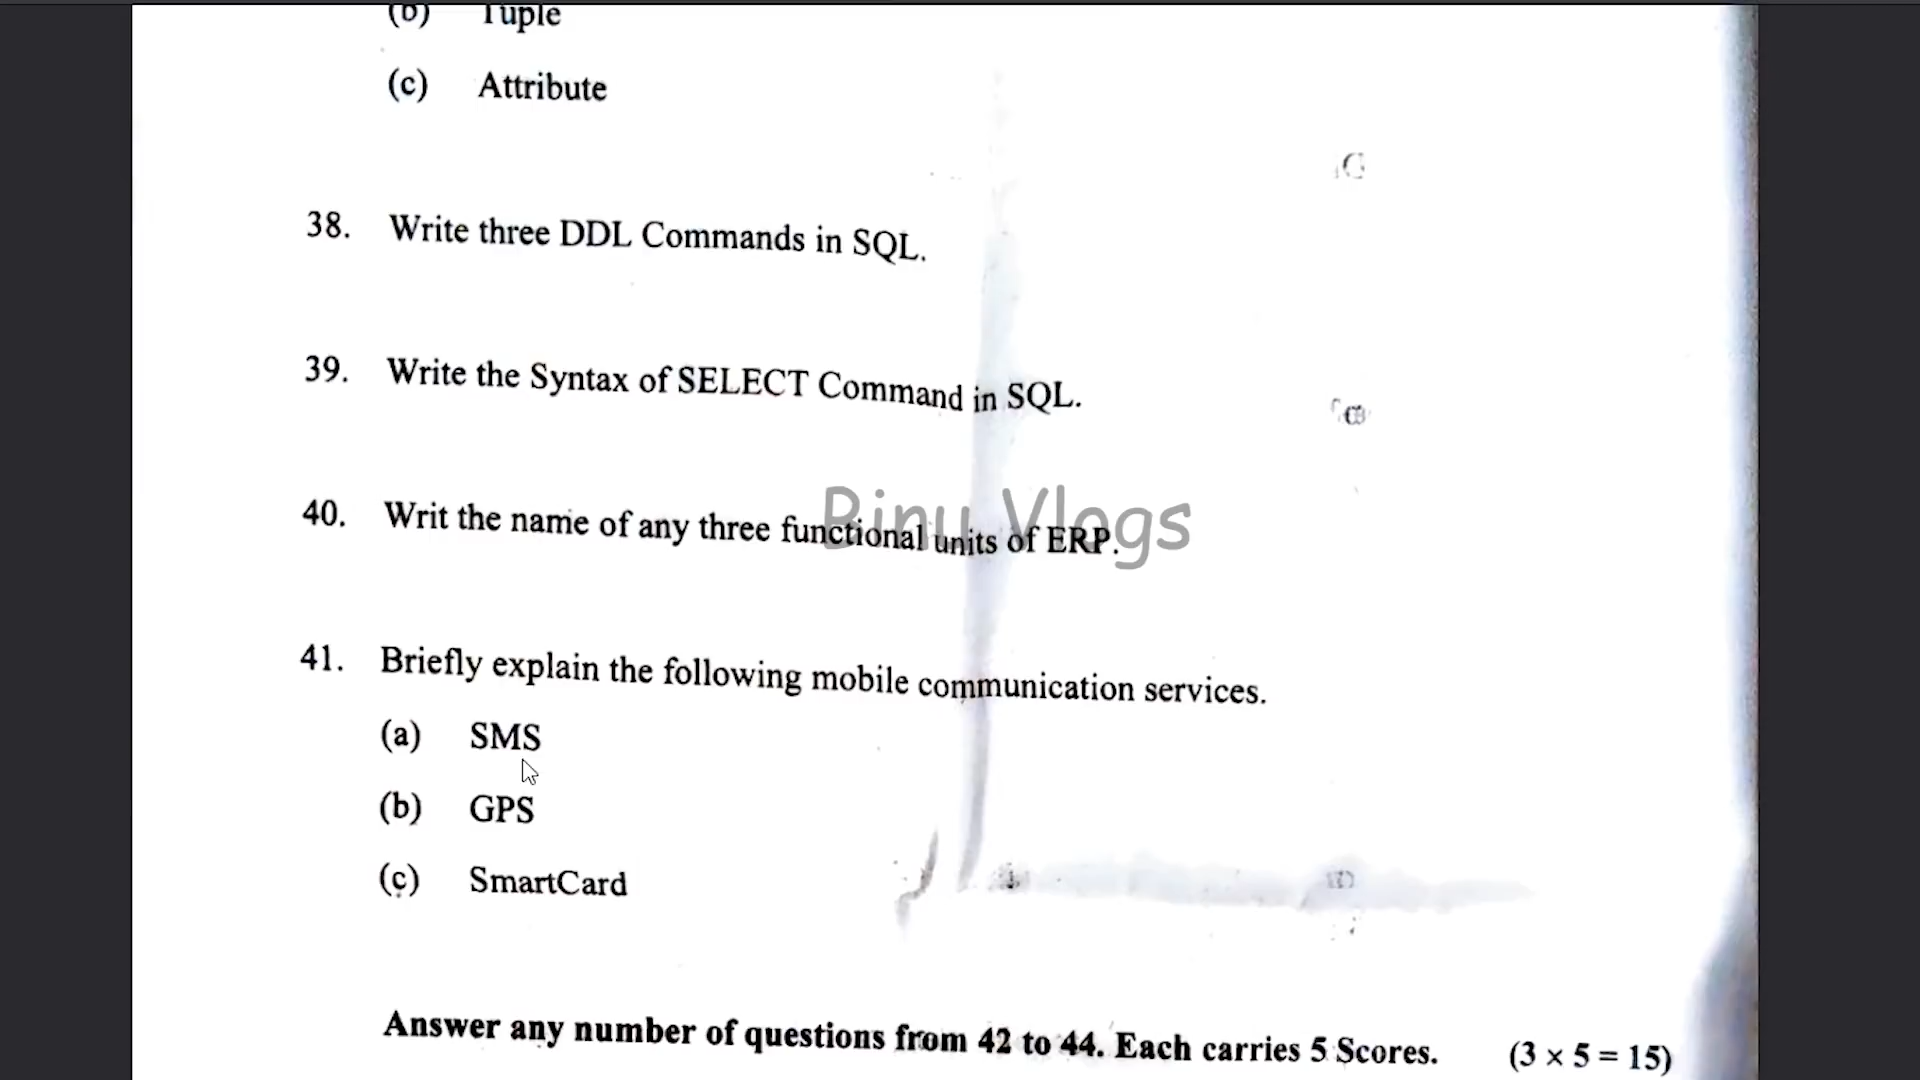 (b) Tuple
(c) Attribute
38. Write three DDL Commands in SQL.
39. Write the Syntax of SELECT Command in SQL.
40. Writ the name of any three functional units of ERP.
Binu Vlogs
41. Briefly explain the following mobile communication services.
(a) SMS
(b) GPS
(c) SmartCard
Answer any number of questions from 42 to 44. Each carries 5 Scores. (3 × 5 = 15)